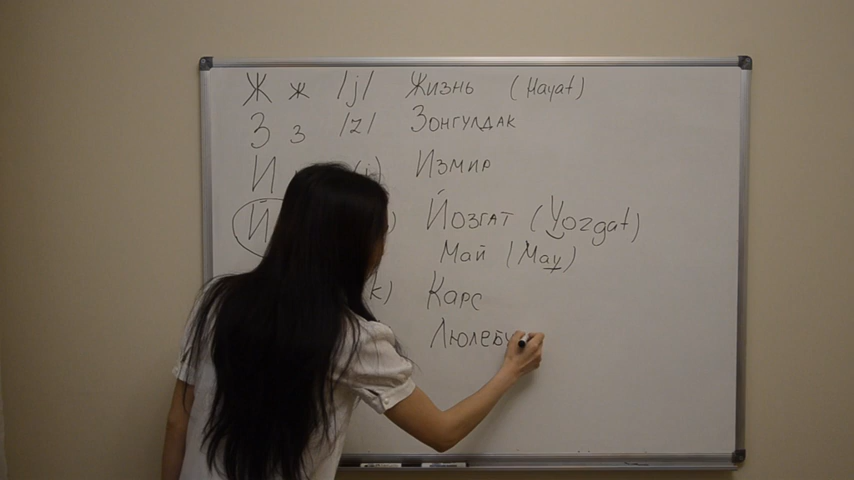 Ж ж /j/ Жизнь (Hayat)
З з /z/ Зонгулдак
И (i) Измир
Й ) Йозгат (Yozgat)
Май (May)
k) Карс
Люлебу